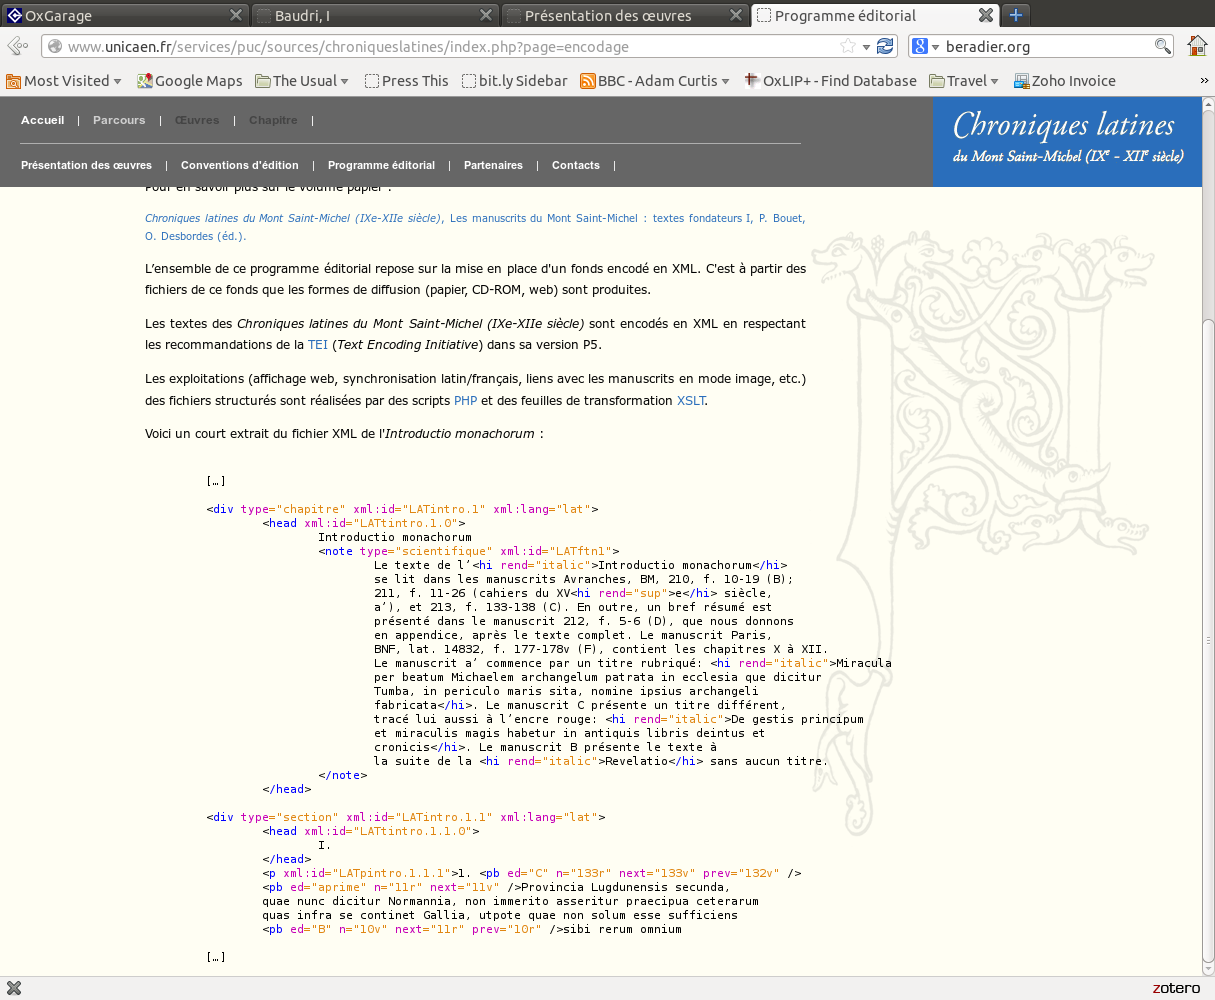 OxGarage
Baudri, I
Présentation des œuvres
Programme éditorial
www.unicaen.fr/services/puc/sources/chroniqueslatines/index.php?page=encodage
beradier.org
Most Visited
Google Maps
The Usual
Press This
bit.ly Sidebar
BBC - Adam Curtis
OxLIP+ - Find Database
Travel
Zoho Invoice
»
Accueil | Parcours | Œuvres | Chapitre |
Présentation des œuvres | Conventions d'édition | Programme éditorial | Partenaires | Contacts |
Chroniques latines
du Mont Saint-Michel (IXe - XIIe siècle)
Pour en savoir plus sur le volume papier :
Chroniques latines du Mont Saint-Michel (IXe-XIIe siècle), Les manuscrits du Mont Saint-Michel : textes fondateurs I, P. Bouet,
O. Desbordes (éd.).
L’ensemble de ce programme éditorial repose sur la mise en place d'un fonds encodé en XML. C'est à partir des
fichiers de ce fonds que les formes de diffusion (papier, CD-ROM, web) sont produites.
Les textes des Chroniques latines du Mont Saint-Michel (IXe-XIIe siècle) sont encodés en XML en respectant
les recommandations de la TEI (Text Encoding Initiative) dans sa version P5.
Les exploitations (affichage web, synchronisation latin/français, liens avec les manuscrits en mode image, etc.)
des fichiers structurés sont réalisées par des scripts PHP et des feuilles de transformation XSLT.
Voici un court extrait du fichier XML de l'Introductio monachorum :
[…]
<div type="chapitre" xml:id="LATintro.1" xml:lang="lat">
<head xml:id="LATtintro.1.0">
Introductio monachorum
<note type="scientifique" xml:id="LATftn1">
Le texte de l’<hi rend="italic">Introductio monachorum</hi>
se lit dans les manuscrits Avranches, BM, 210, f. 10-19 (B);
211, f. 11-26 (cahiers du XV<hi rend="sup">e</hi> siècle,
a’), et 213, f. 133-138 (C). En outre, un bref résumé est
présenté dans le manuscrit 212, f. 5-6 (D), que nous donnons
en appendice, après le texte complet. Le manuscrit Paris,
BNF, lat. 14832, f. 177-178v (F), contient les chapitres X à XII.
Le manuscrit a’ commence par un titre rubriqué: <hi rend="italic">Miracula
per beatum Michaelem archangelum patrata in ecclesia que dicitur
Tumba, in periculo maris sita, nomine ipsius archangeli
fabricata</hi>. Le manuscrit C présente un titre différent,
tracé lui aussi à l’encre rouge: <hi rend="italic">De gestis principum
et miraculis magis habetur in antiquis libris deintus et
cronicis</hi>. Le manuscrit B présente le texte à
la suite de la <hi rend="italic">Revelatio</hi> sans aucun titre.
</note>
</head>
<div type="section" xml:id="LATintro.1.1" xml:lang="lat">
<head xml:id="LATtintro.1.1.0">
I.
</head>
<p xml:id="LATpintro.1.1.1">1. <pb ed="C" n="133r" next="133v" prev="132v" />
<pb ed="aprime" n="11r" next="11v" />Provincia Lugdunensis secunda,
quae nunc dicitur Normannia, non immerito asseritur praecipua ceterarum
quas infra se continet Gallia, utpote quae non solum esse sufficiens
<pb ed="B" n="10v" next="11r" prev="10r" />sibi rerum omnium
[…]
zotero